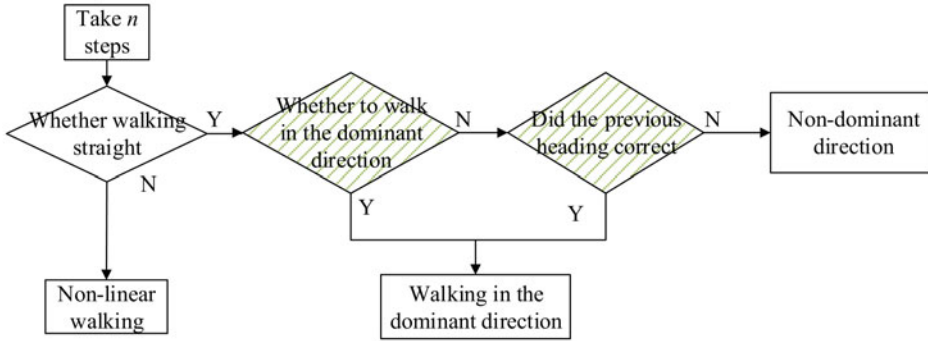 Take n
steps
Whether walking
straight
Y
N
Non-linear
walking
Whether to walk
in the dominant
direction
N
Y
Did the previous
heading correct
N
Y
Non-dominant
direction
Walking in the
dominant direction